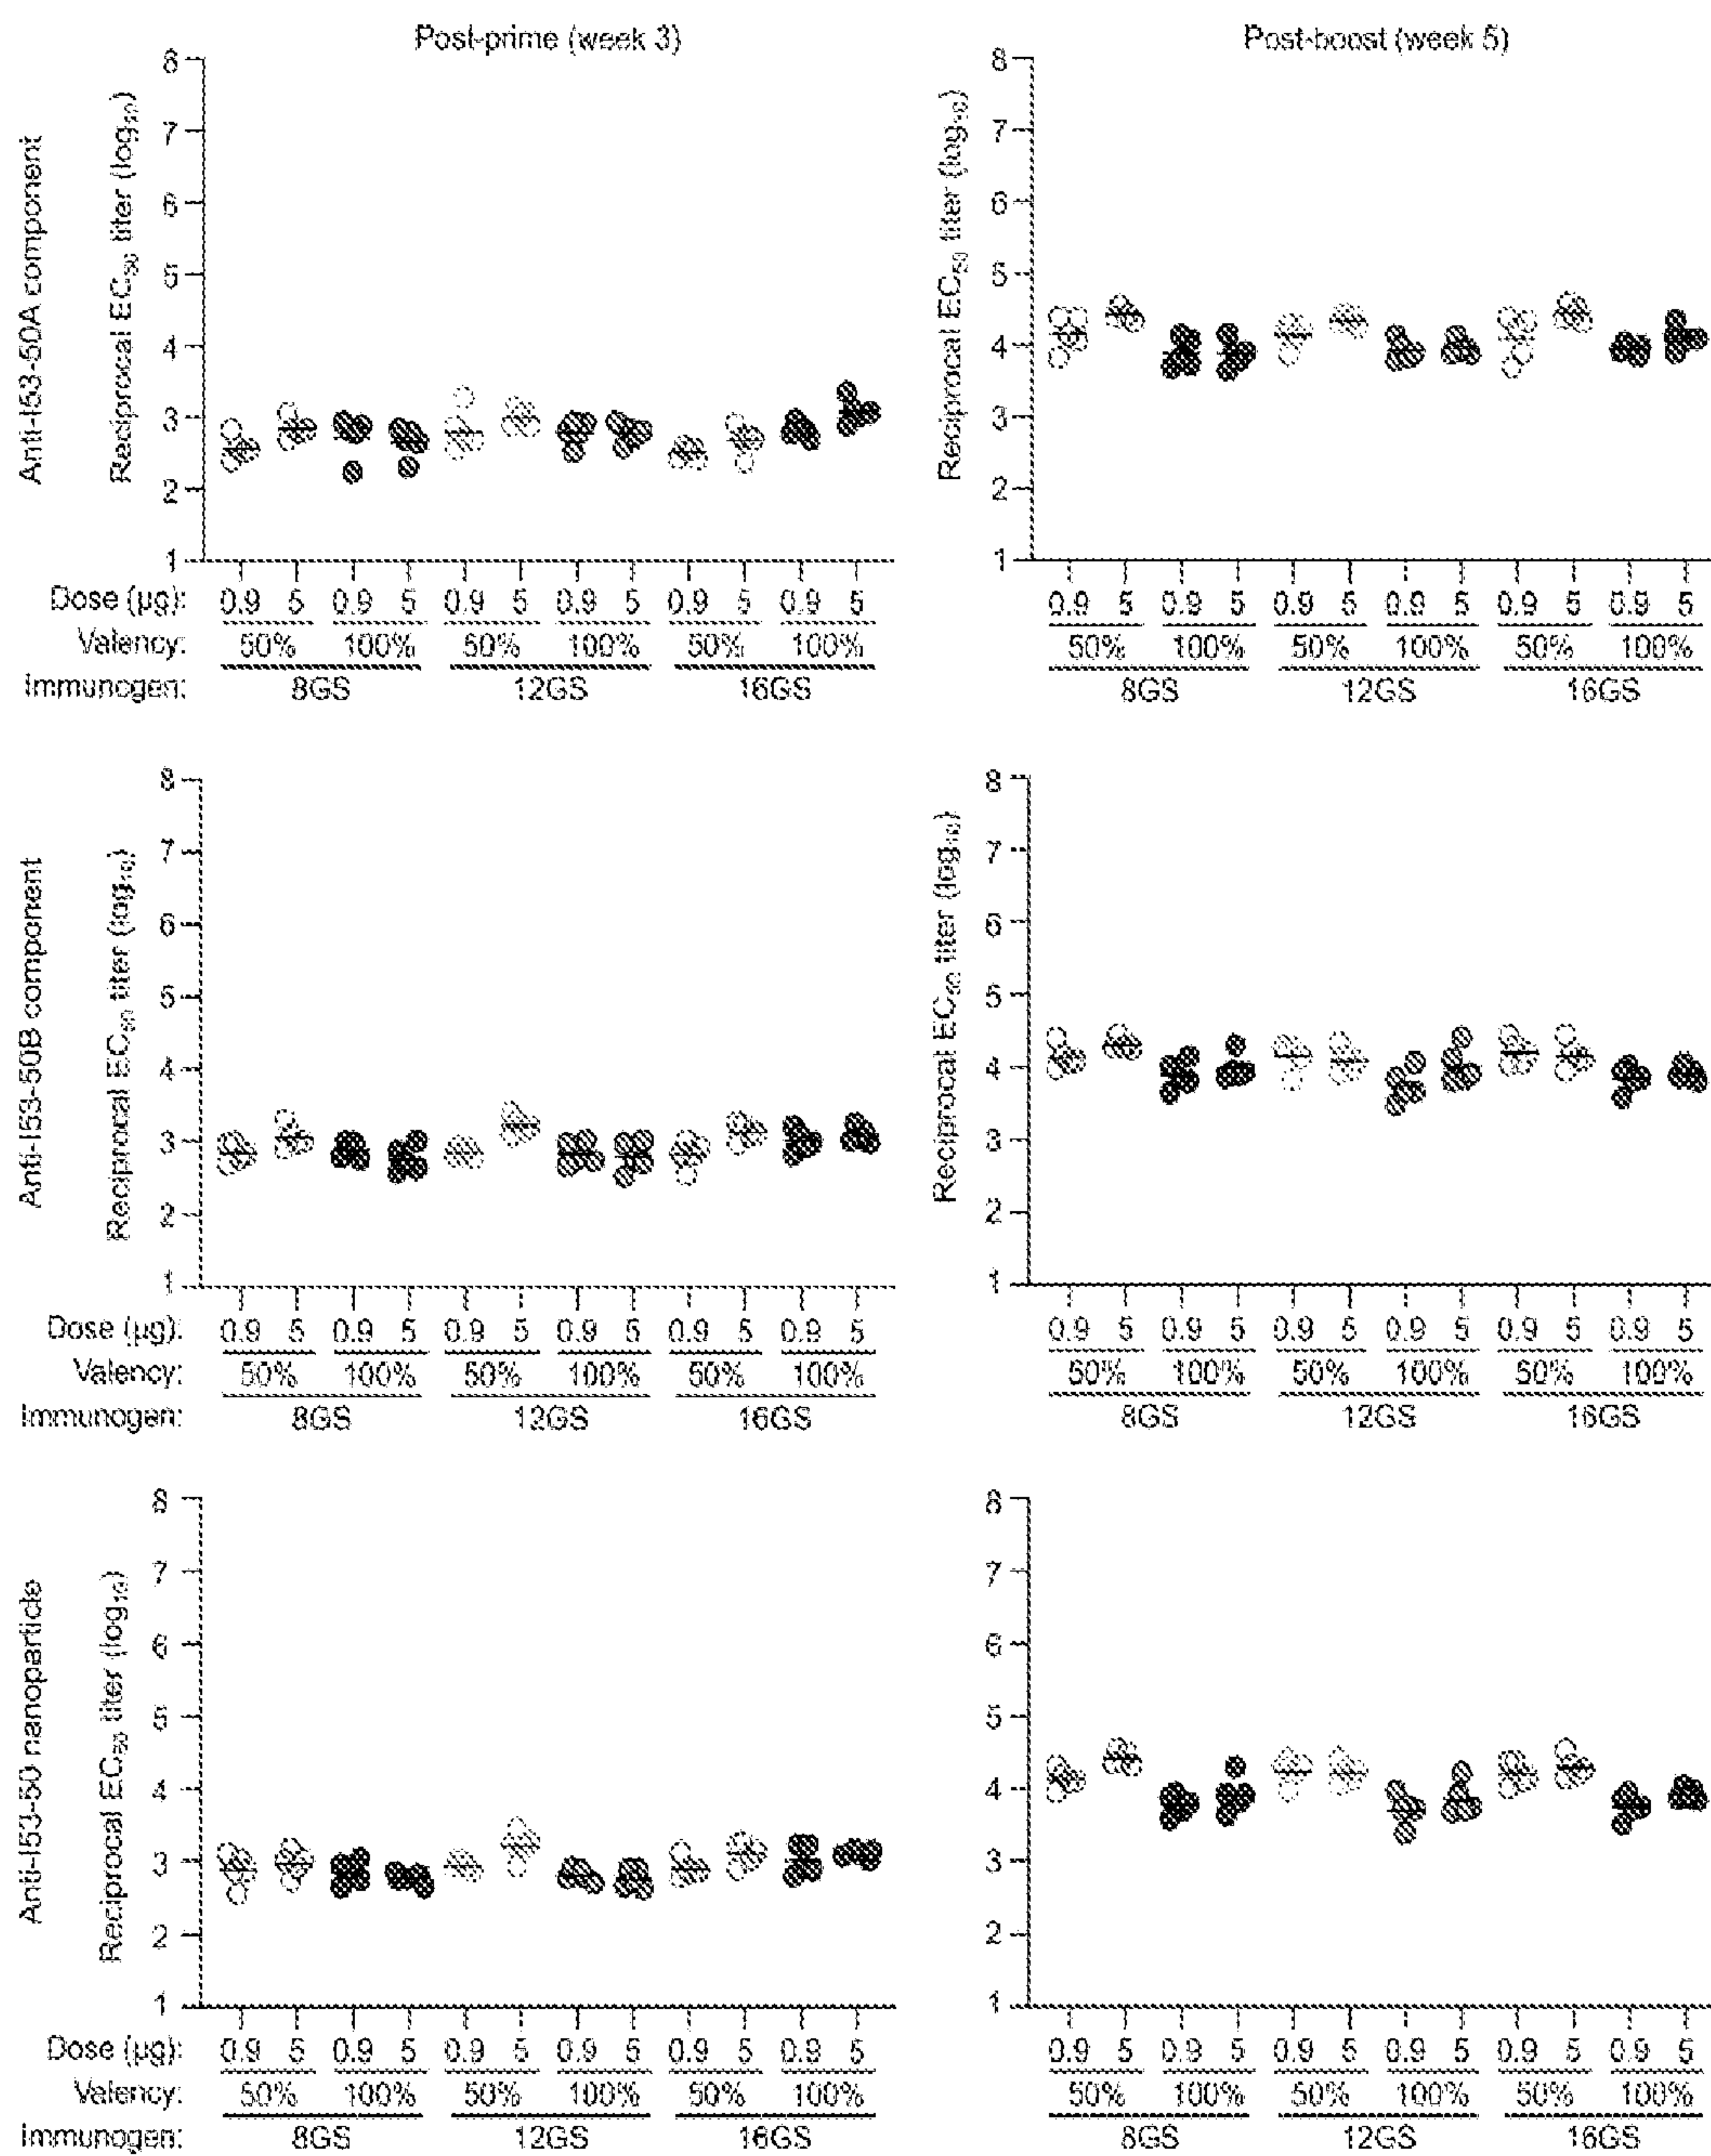 Post-prime (week 3)
Post-boost (week 5)
Anti-I53-50A component
Reciprocal EC₅₀ titer (log₁₀)
8
7
6
5
4
3
2
1
Reciprocal EC₅₀ titer (log₁₀)
8
7
6
5
4
3
2
1
Dose (µg): 0.9 5 0.9 5 0.9 5 0.9 5 0.9 5 0.9 5
Valency: 50% 100% 50% 100% 50% 100%
Immunogen: 8GS 12GS 16GS
0.9 5 0.9 5 0.9 5 0.9 5 0.9 5 0.9 5
50% 100% 50% 100% 50% 100%
8GS 12GS 16GS
Anti-I53-50B component
Reciprocal EC₅₀ titer (log₁₀)
8
7
6
5
4
3
2
1
Reciprocal EC₅₀ titer (log₁₀)
8
7
6
5
4
3
2
1
Dose (µg): 0.9 5 0.9 5 0.9 5 0.9 5 0.9 5 0.9 5
Valency: 50% 100% 50% 100% 50% 100%
Immunogen: 8GS 12GS 16GS
0.9 5 0.9 5 0.9 5 0.9 5 0.9 5 0.9 5
50% 100% 50% 100% 50% 100%
8GS 12GS 16GS
Anti-I53-50 nanoparticle
Reciprocal EC₅₀ titer (log₁₀)
8
7
6
5
4
3
2
1
8
7
6
5
4
3
2
1
Dose (µg): 0.9 5 0.9 5 0.9 5 0.9 5 0.9 5 0.9 5
Valency: 50% 100% 50% 100% 50% 100%
Immunogen: 8GS 12GS 16GS
0.9 5 0.9 5 0.9 5 0.9 5 0.9 5 0.9 5
50% 100% 50% 100% 50% 100%
8GS 12GS 16GS